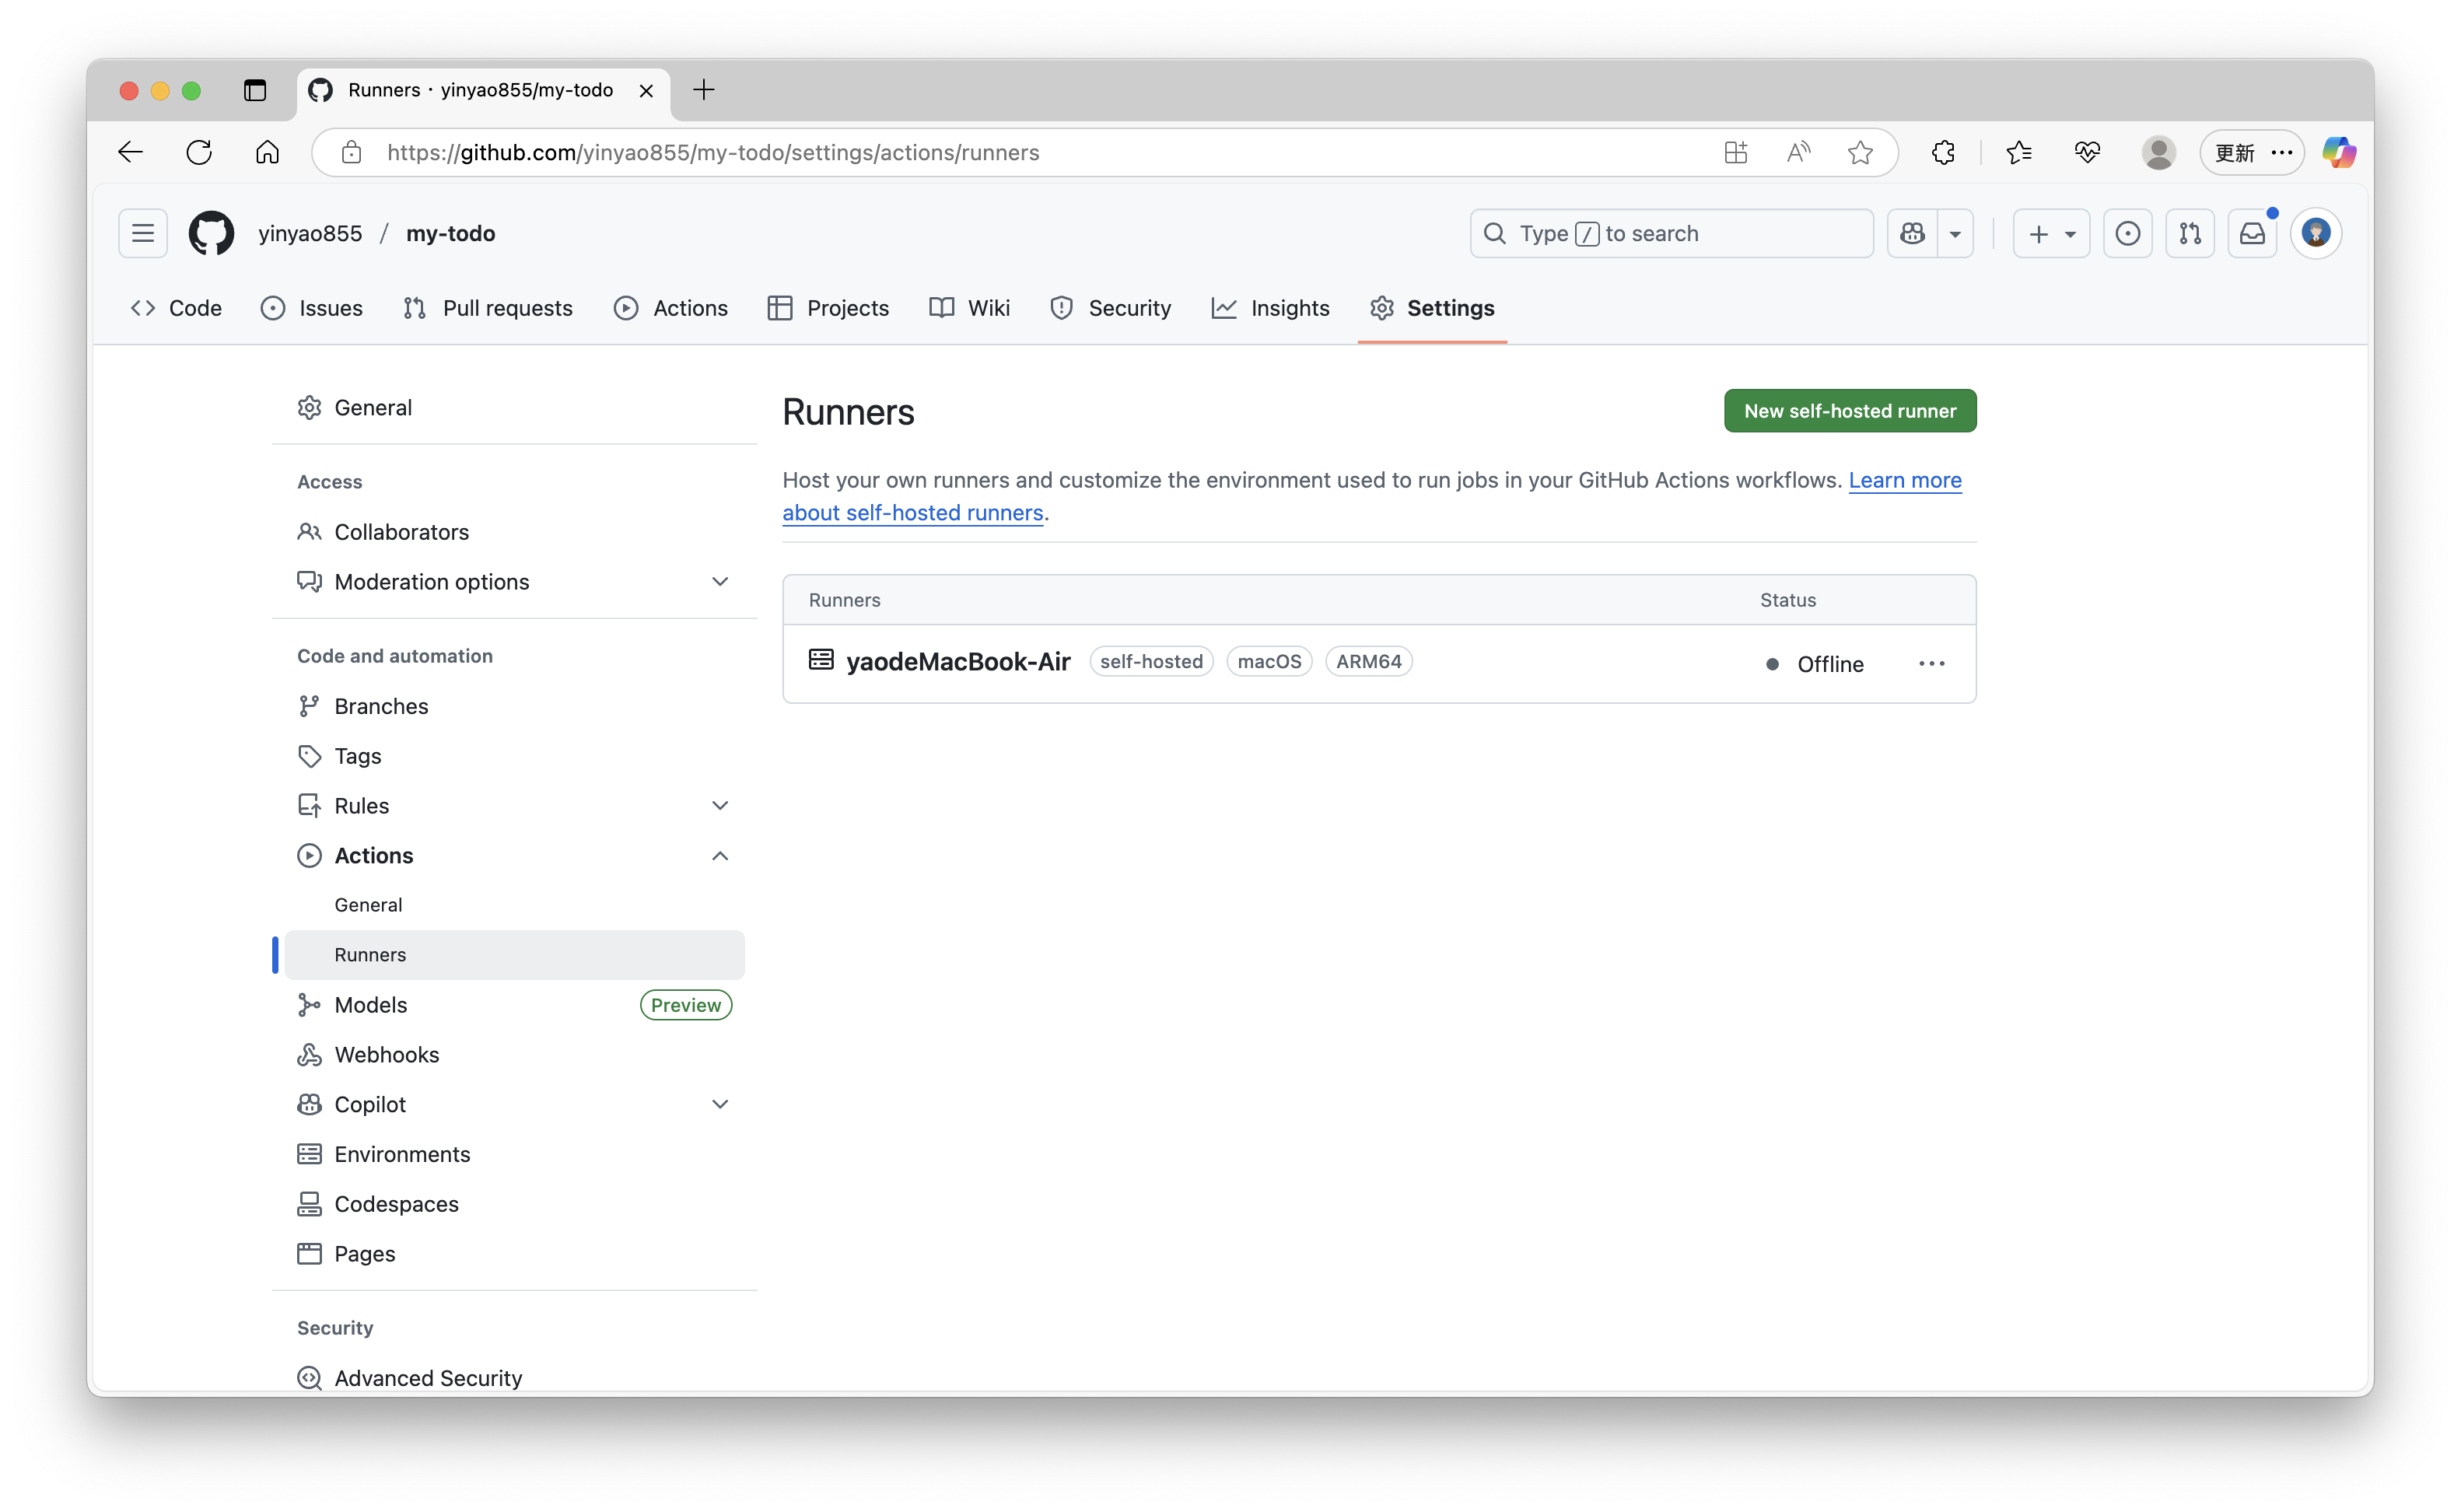 Runners · yinyao855/my-todo
https://github.com/yinyao855/my-todo/settings/actions/runners
更新
yinyao855 / my-todo
Type / to search
Code
Issues
Pull requests
Actions
Projects
Wiki
Security
Insights
Settings
General
Access
Collaborators
Moderation options
Code and automation
Branches
Tags
Rules
Actions
General
Runners
Models
Preview
Webhooks
Copilot
Environments
Codespaces
Pages
Security
Advanced Security
Runners
New self-hosted runner
Host your own runners and customize the environment used to run jobs in your GitHub Actions workflows. Learn more
about self-hosted runners.
Runners
Status
yaodeMacBook-Air
self-hosted
macOS
ARM64
Offline